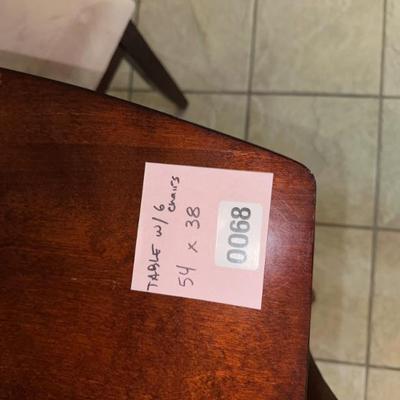 TABLE W/ 6
chairs
54 x 38
0068